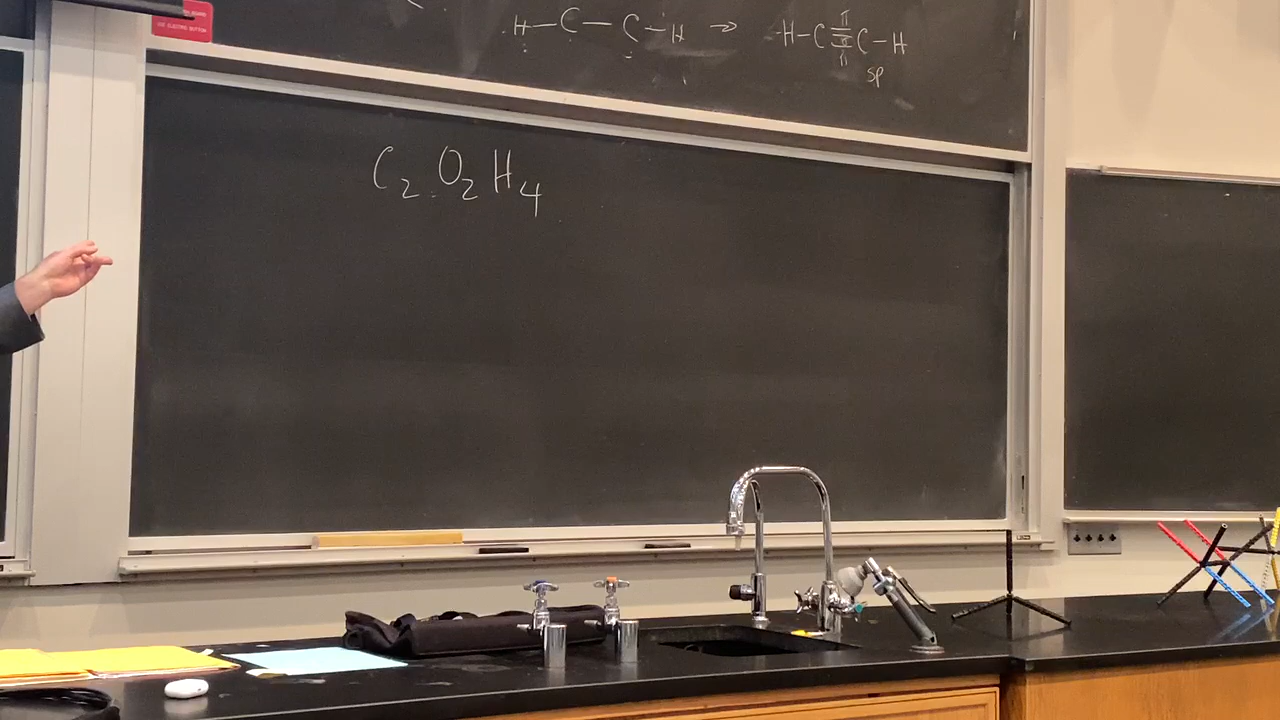 H–C–C–H → H–C≡C–H
π
π
π
sp
C₂O₂H₄